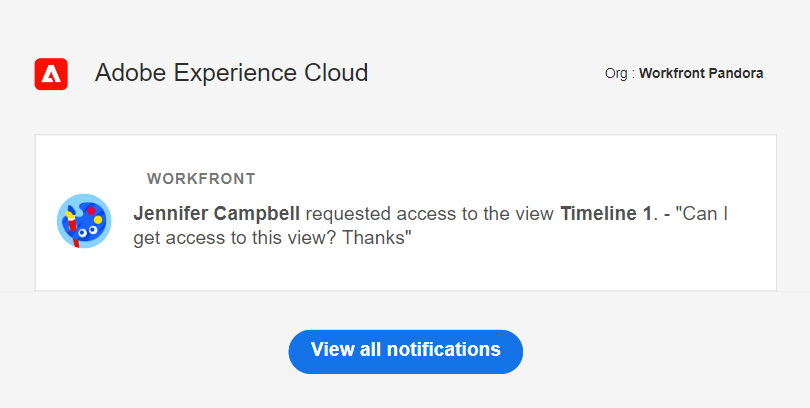 Adobe Experience Cloud
Org : Workfront Pandora
WORKFRONT
Jennifer Campbell requested access to the view Timeline 1. - "Can I
get access to this view? Thanks"
View all notifications